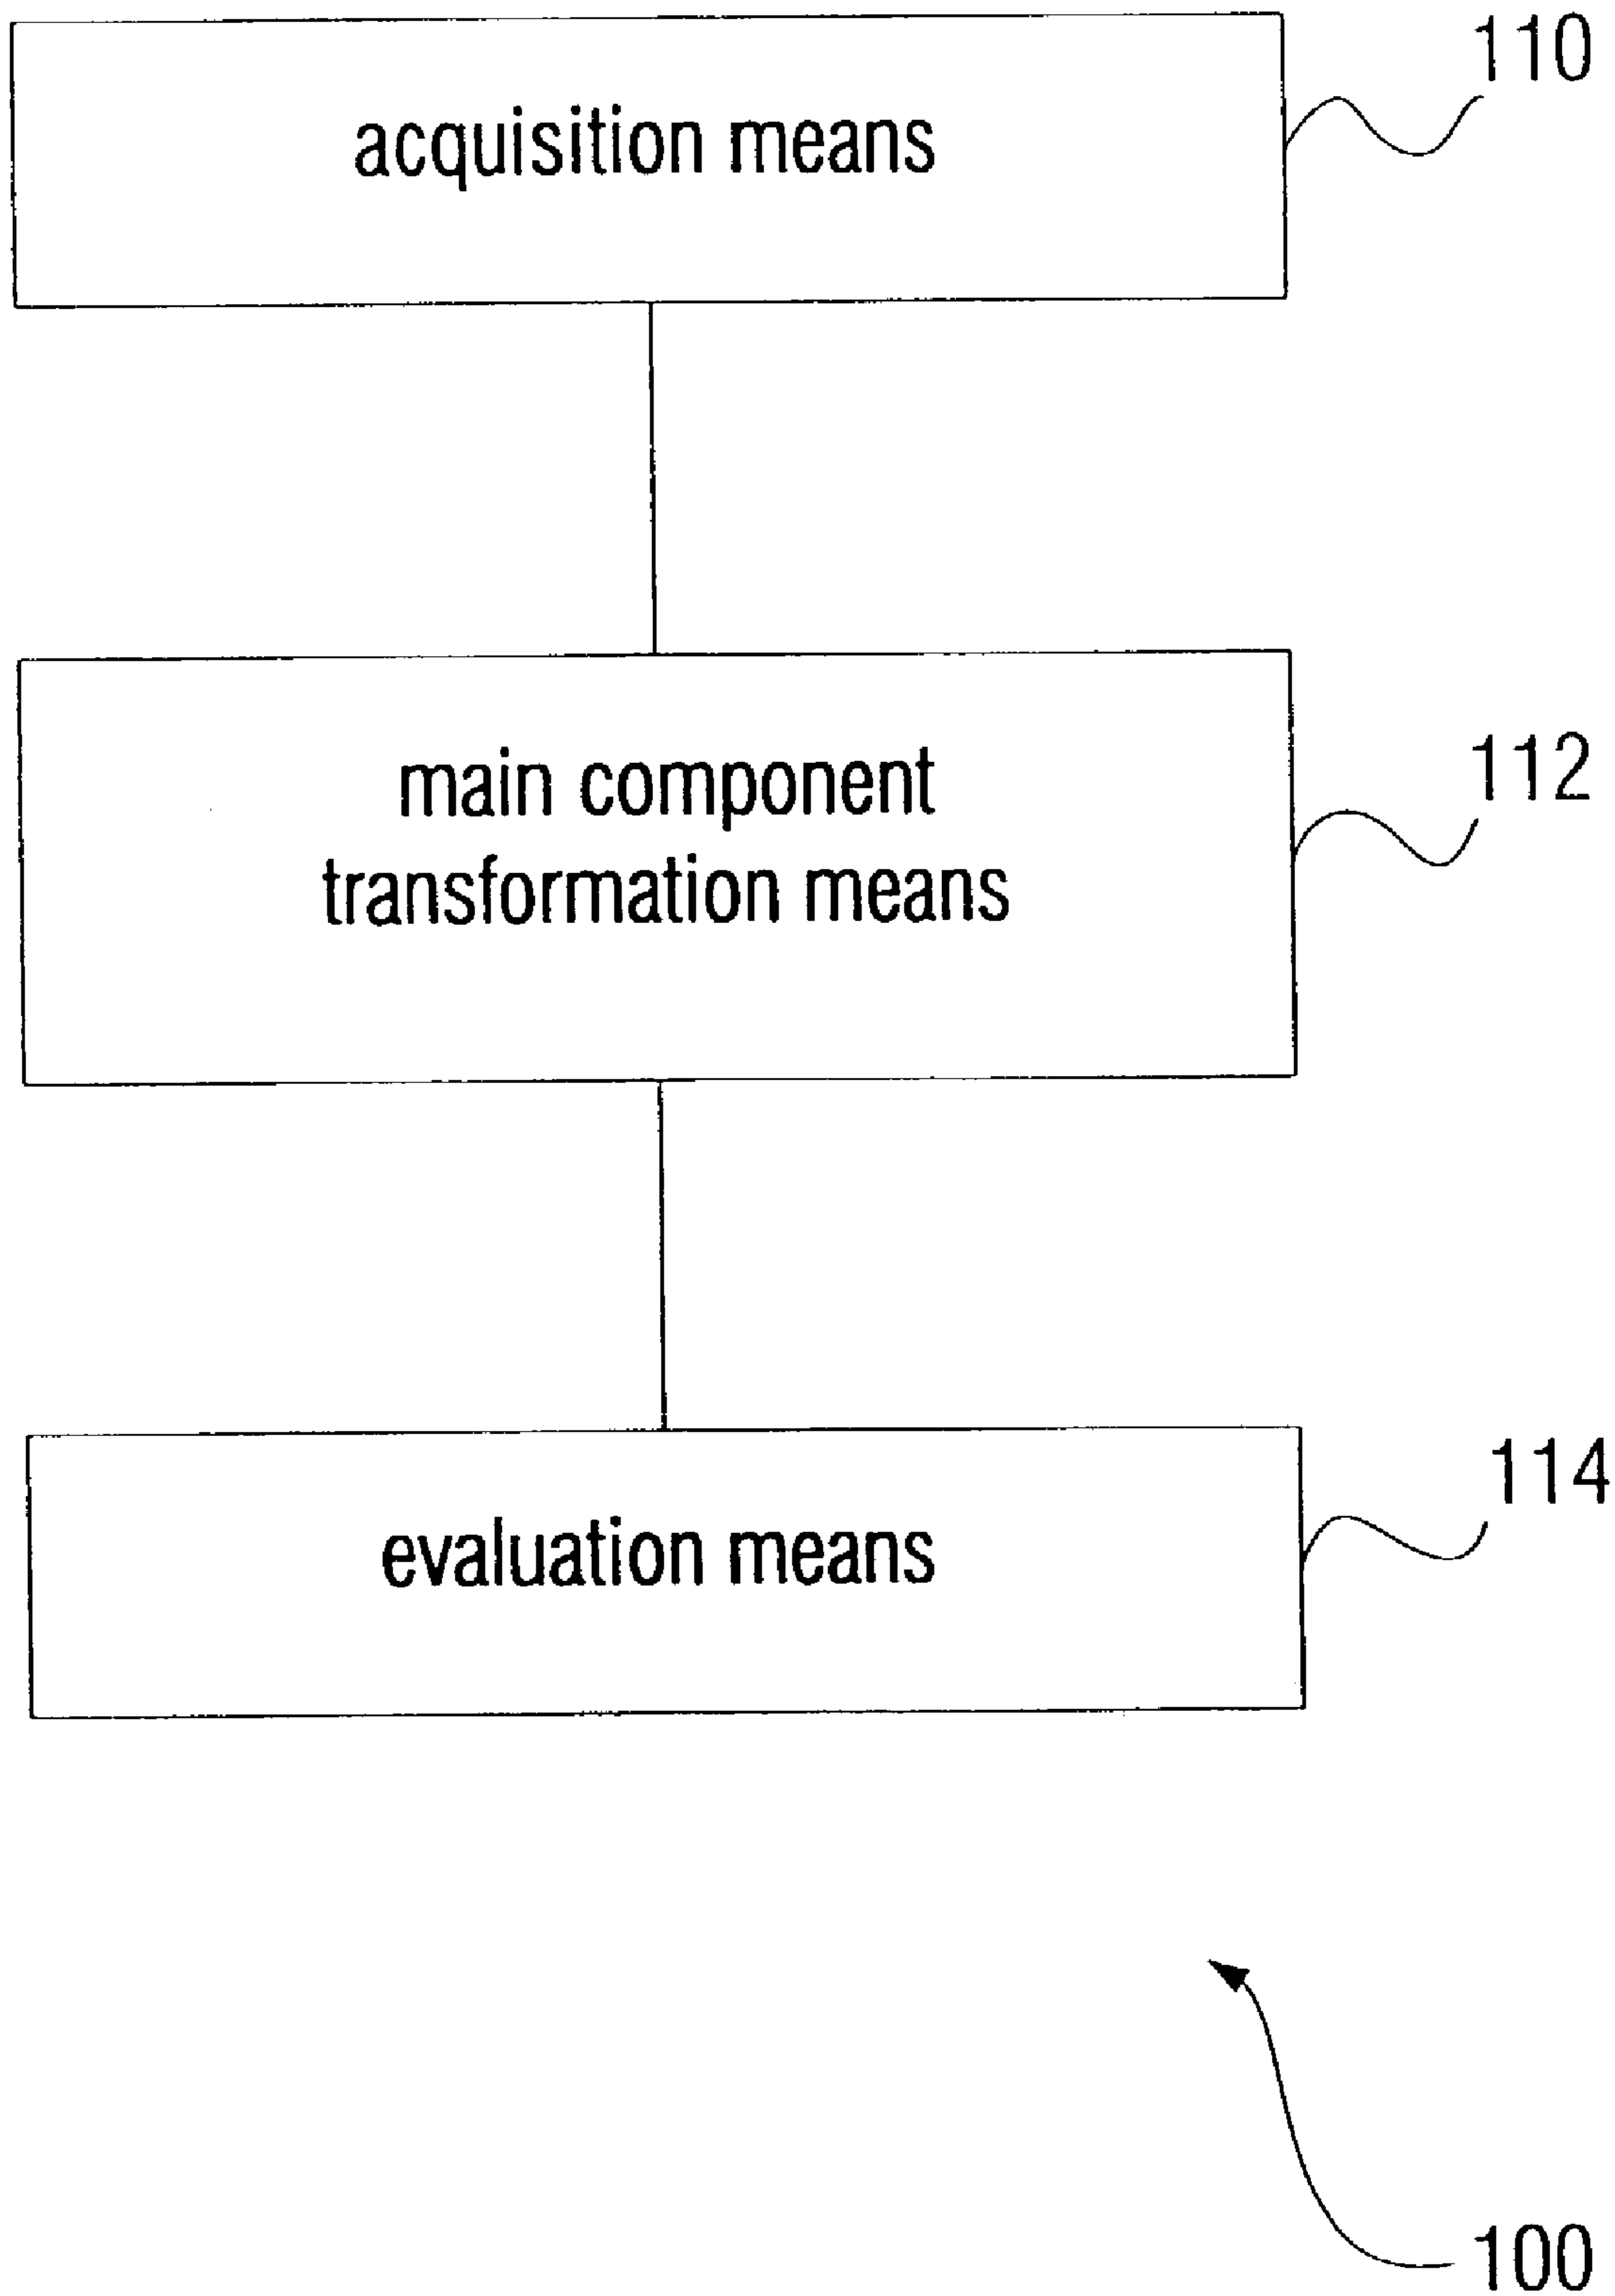 110
acquisition means
112
main component
transformation means
114
evaluation means
100